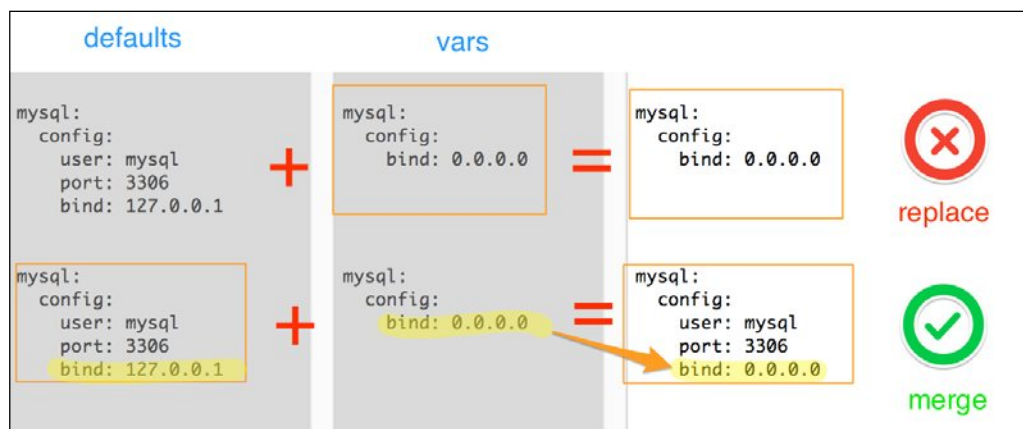 defaults
vars
mysql:
  config:
    user: mysql
    port: 3306
    bind: 127.0.0.1
+
mysql:
  config:
    bind: 0.0.0.0
=
mysql:
  config:
    bind: 0.0.0.0
replace
mysql:
  config:
    user: mysql
    port: 3306
    bind: 127.0.0.1
+
mysql:
  config:
    bind: 0.0.0.0
=
mysql:
  config:
    user: mysql
    port: 3306
    bind: 0.0.0.0
merge